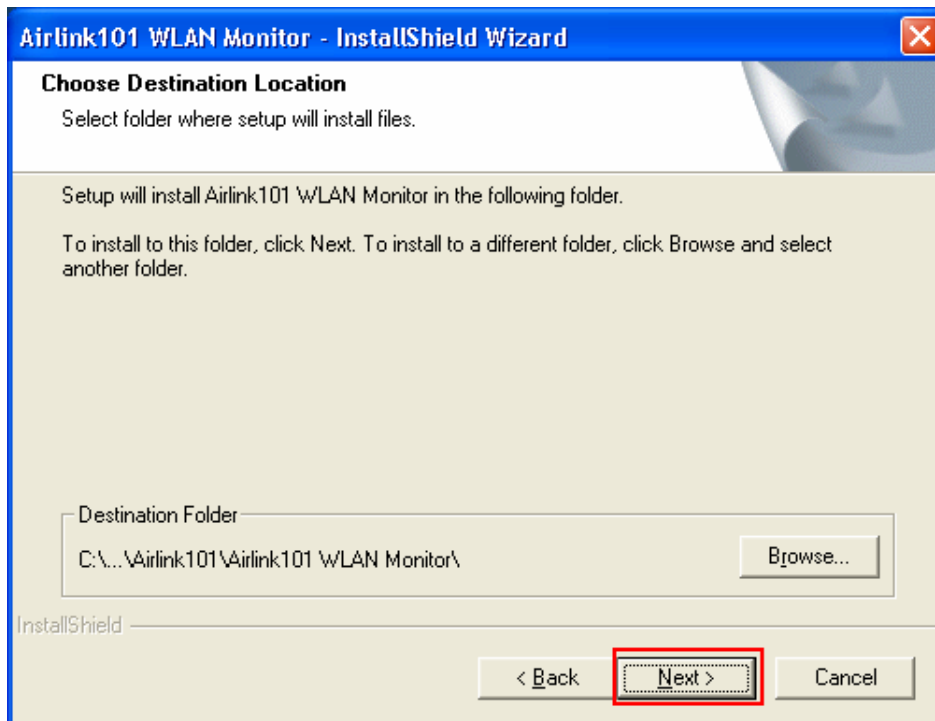 Airlink101 WLAN Monitor - InstallShield Wizard
Choose Destination Location
Select folder where setup will install files.
Setup will install Airlink101 WLAN Monitor in the following folder.
To install to this folder, click Next. To install to a different folder, click Browse and select
another folder.
Destination Folder
C:\...\Airlink101\Airlink101 WLAN Monitor\
Browse...
InstallShield
< Back
Next >
Cancel